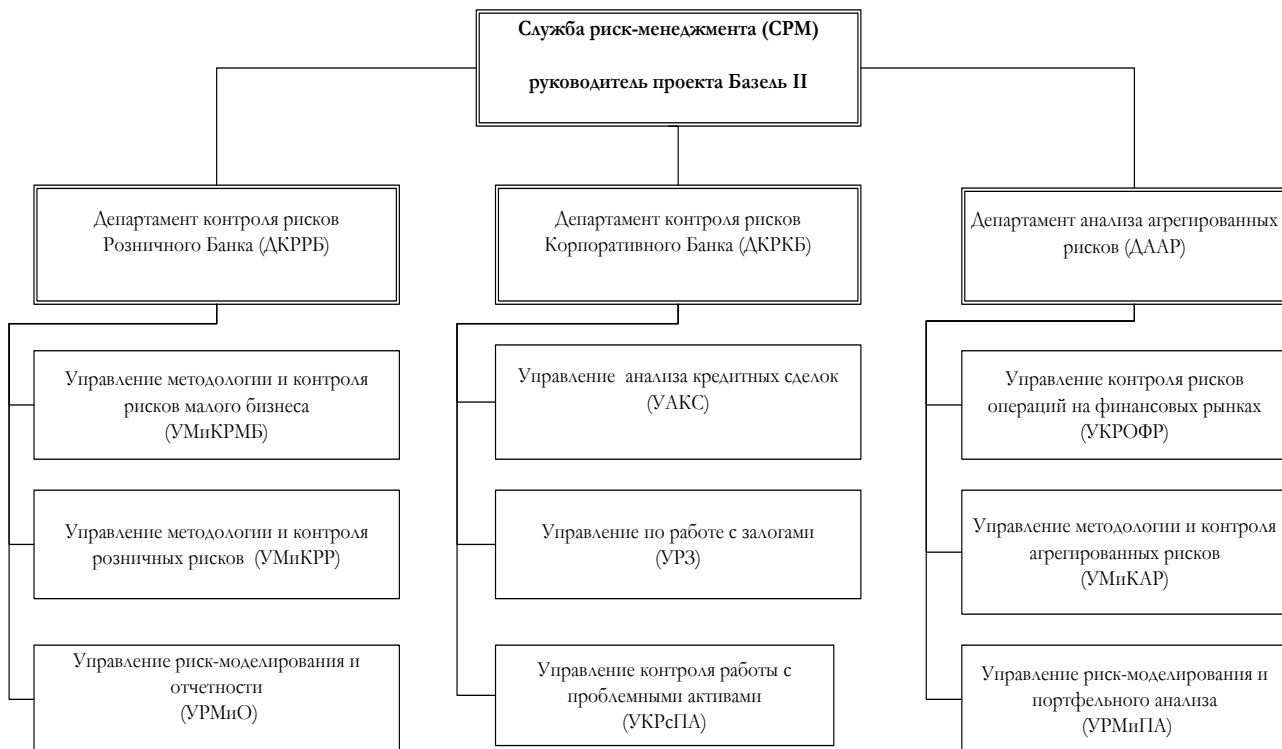 Служба риск-менеджмента (СРМ)
руководитель проекта Базель II
Департамент контроля рисков
Розничного Банка (ДКРРБ)
Департамент контроля рисков
Корпоративного Банка (ДКРКБ)
Департамент анализа агрегированных
рисков (ДААР)
Управление методологии и контроля
рисков малого бизнеса
(УМиКРМБ)
Управление методологии и контроля
розничных рисков (УМиКРР)
Управление риск-моделирования и
отчетности
(УРМиО)
Управление анализа кредитных сделок
(УАКС)
Управление по работе с залогами
(УРЗ)
Управление контроля работы с
проблемными активами
(УКРсПА)
Управление контроля рисков
операций на финансовых рынках
(УКРОФР)
Управление методологии и контроля
агрегированных рисков
(УМиКАР)
Управление риск-моделирования и
портфельного анализа
(УРМиПА)